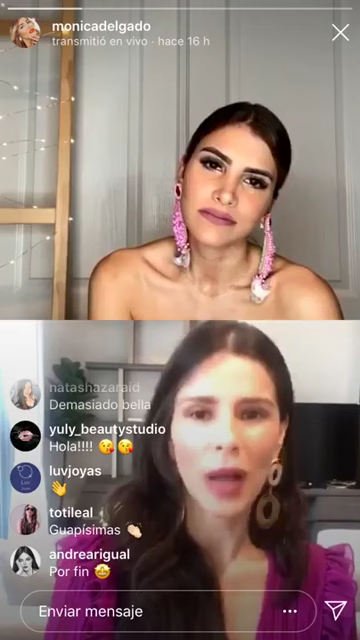 monicadelgado
transmitió en vivo · hace 16 h
natashazaraid
Demasiado bella
yuly_beautystudio
Hola!!!! 😘 😘
luvjoyas
👋
totileal
Guapísimas 👏🏻
andrearigual
Por fin 🤩
Enviar mensaje